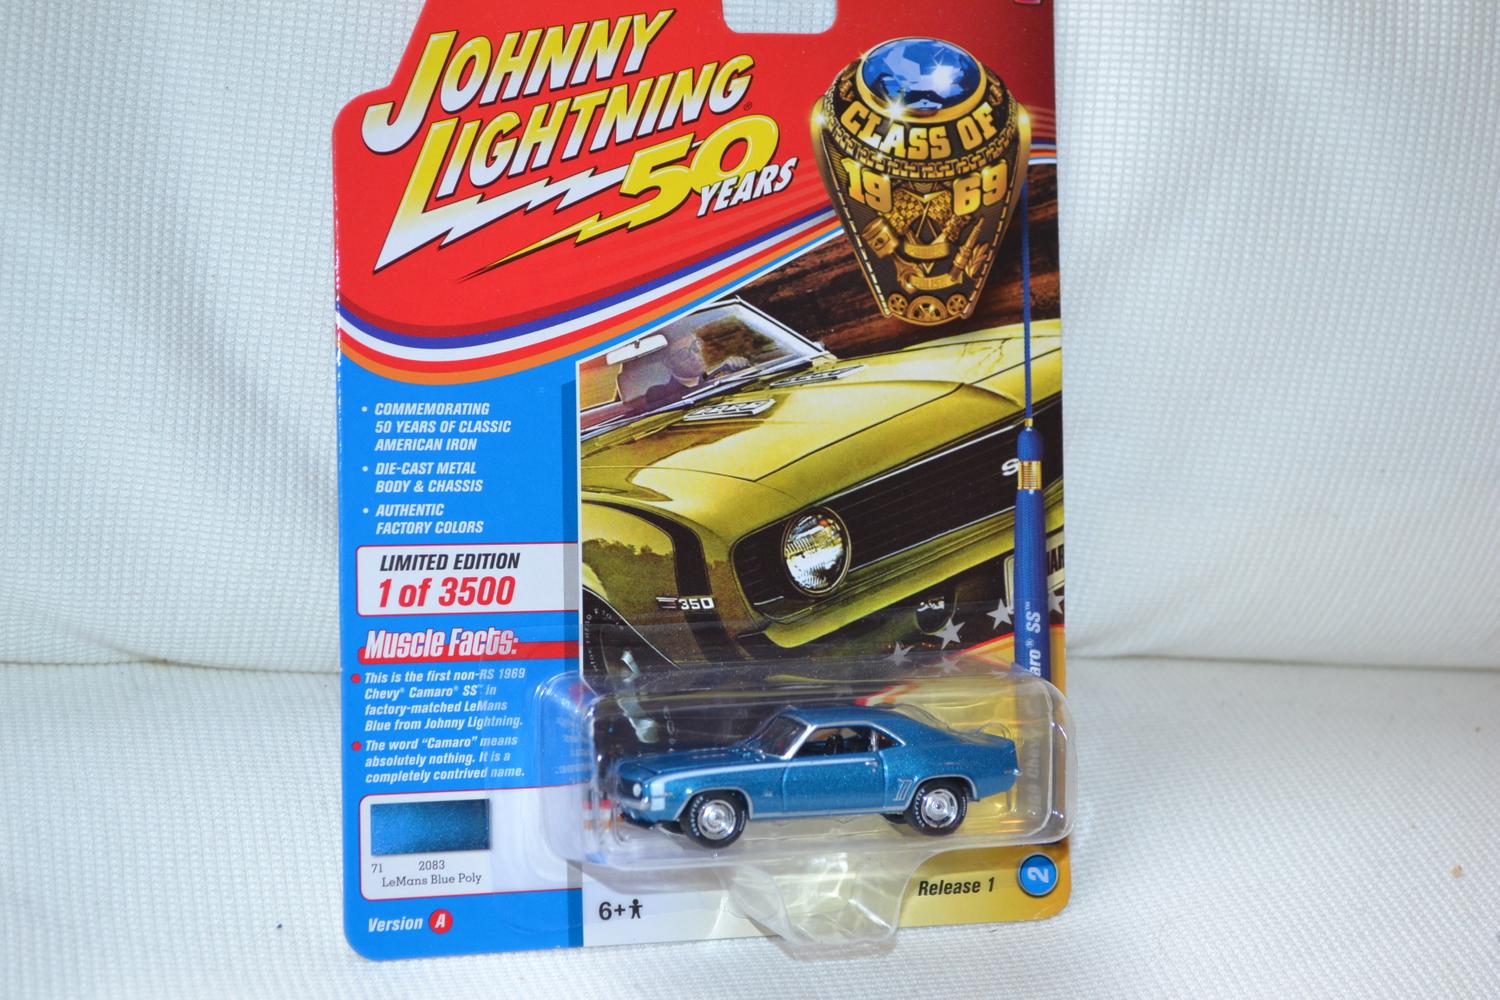 JOHNNY
LIGHTNING®
50
YEARS
CLASS OF
19 69
• COMMEMORATING
50 YEARS OF CLASSIC
AMERICAN IRON
• DIE-CAST METAL
BODY & CHASSIS
• AUTHENTIC
FACTORY COLORS
LIMITED EDITION
1 of 3500
350
Muscle Facts:
• This is the first non-RS 1969
Chevy® Camaro® SS™ in
factory-matched LeMans
Blue from Johnny Lightning.
• The word “Camaro” means
absolutely nothing. It is a
completely contrived name.
71 2083
LeMans Blue Poly
Version A
6+
Release 1
2
aro® SS™